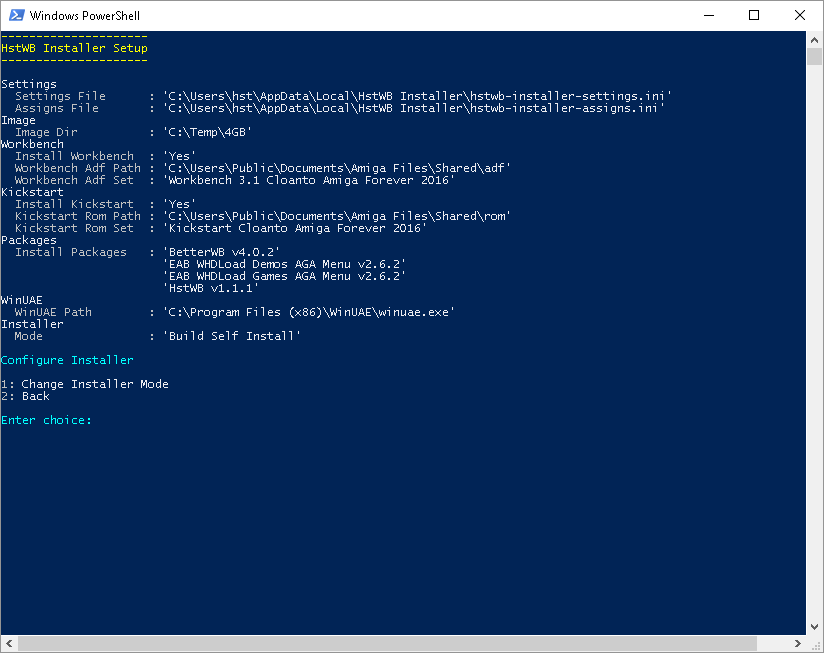 Windows PowerShell
---------------------
HstWB Installer Setup
---------------------
Settings
Settings File : 'C:\Users\hst\AppData\Local\HstWB Installer\hstwb-installer-settings.ini'
Assigns File : 'C:\Users\hst\AppData\Local\HstWB Installer\hstwb-installer-assigns.ini'
Image
Image Dir : 'C:\Temp\4GB'
Workbench
Install Workbench : 'Yes'
Workbench Adf Path : 'C:\Users\Public\Documents\Amiga Files\Shared\adf'
Workbench Adf Set : 'Workbench 3.1 Cloanto Amiga Forever 2016'
Kickstart
Install Kickstart : 'Yes'
Kickstart Rom Path : 'C:\Users\Public\Documents\Amiga Files\Shared\rom'
Kickstart Rom Set : 'Kickstart Cloanto Amiga Forever 2016'
Packages
Install Packages : 'BetterWB v4.0.2'
'EAB WHDLoad Demos AGA Menu v2.6.2'
'EAB WHDLoad Games AGA Menu v2.6.2'
'HstWB v1.1.1'
WinUAE
WinUAE Path : 'C:\Program Files (x86)\WinUAE\winuae.exe'
Installer
Mode : 'Build Self Install'
Configure Installer
1: Change Installer Mode
2: Back
Enter choice: